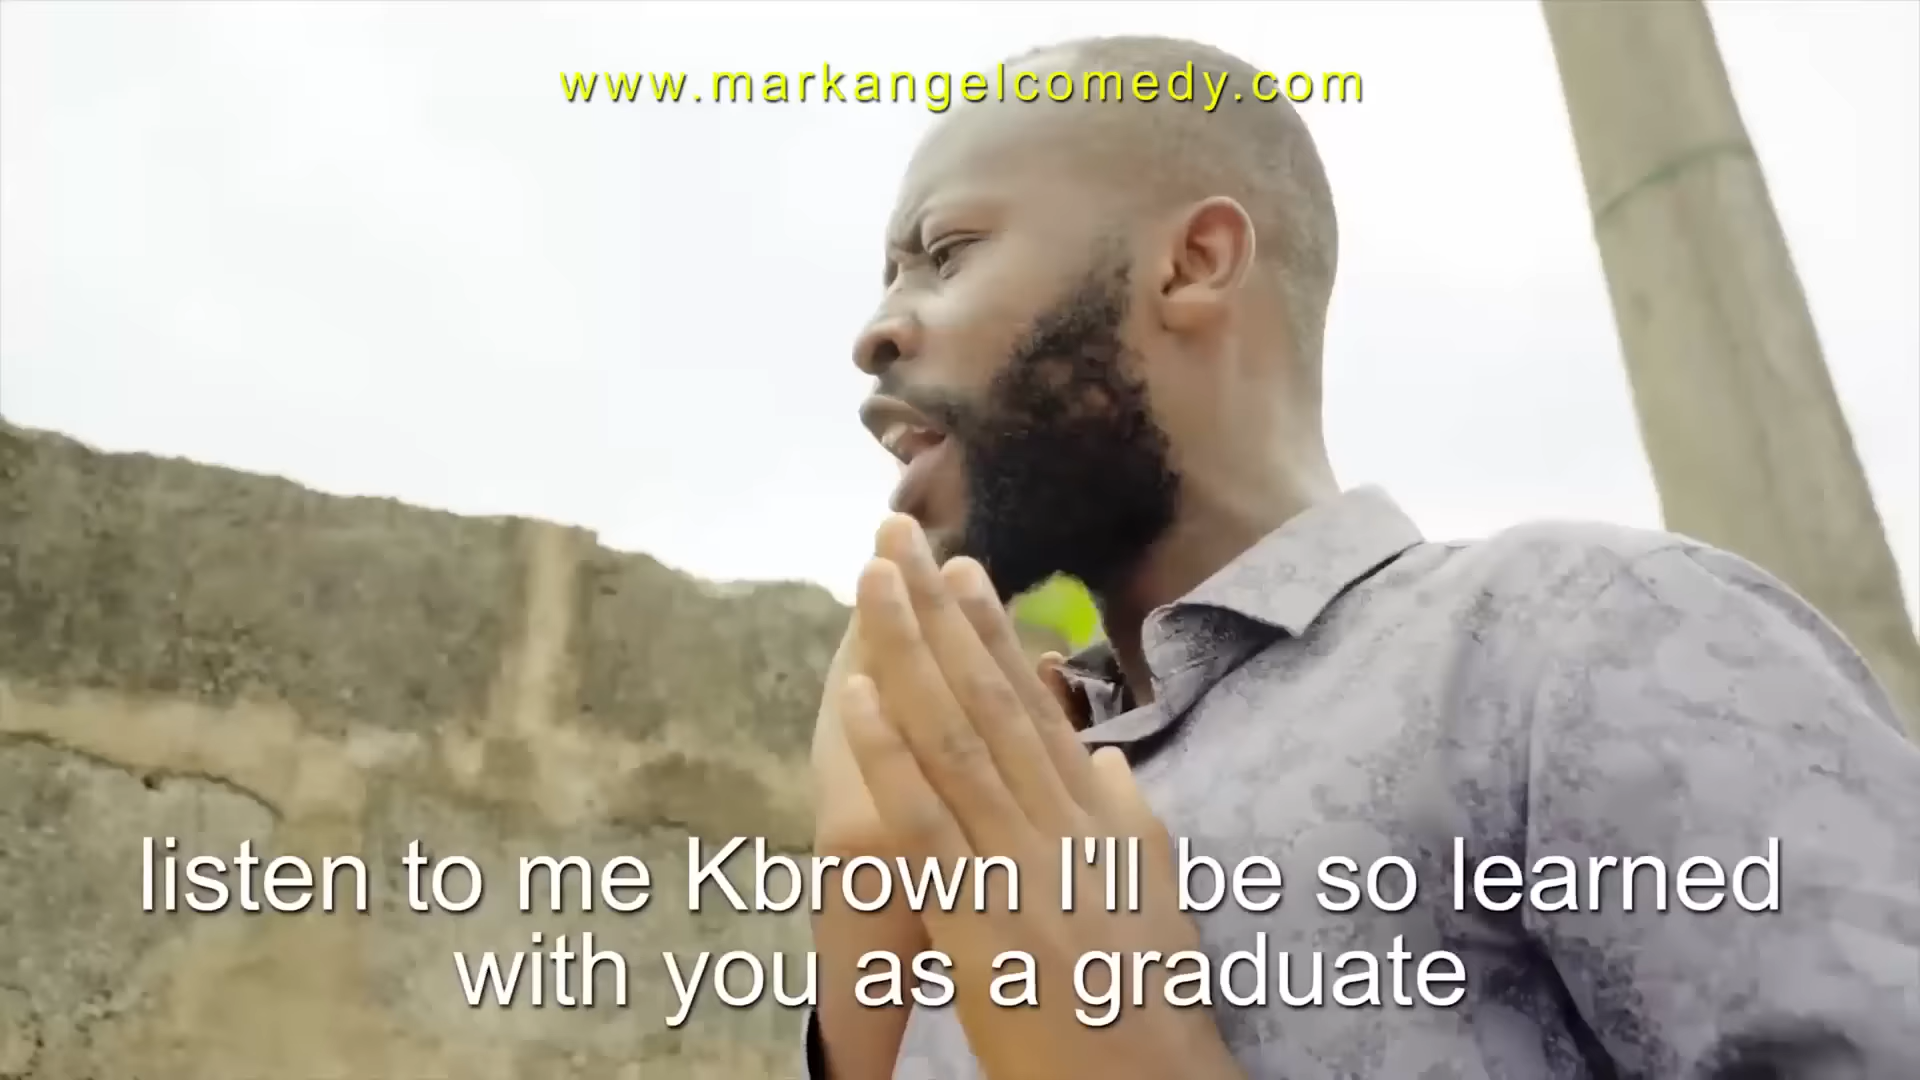 www.markangelcomedy.com
listen to me Kbrown I'll be so learned
with you as a graduate